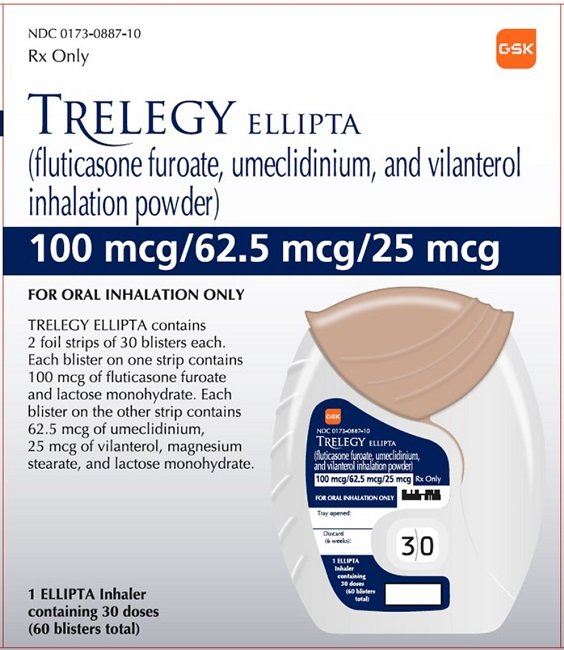 NDC 0173-0887-10
Rx Only
GSK
TRELEGY ELLIPTA
(fluticasone furoate, umeclidinium, and vilanterol
inhalation powder)
100 mcg/62.5 mcg/25 mcg
FOR ORAL INHALATION ONLY
TRELEGY ELLIPTA contains
2 foil strips of 30 blisters each.
Each blister on one strip contains
100 mcg of fluticasone furoate
and lactose monohydrate. Each
blister on the other strip contains
62.5 mcg of umeclidinium,
25 mcg of vilanterol, magnesium
stearate, and lactose monohydrate.
1 ELLIPTA Inhaler
containing 30 doses
(60 blisters total)
GSK
NDC 0173-0887-10
TRELEGY ELLIPTA
(fluticasone furoate, umeclidinium,
and vilanterol inhalation powder)
100 mcg/62.5 mcg/25 mcg Rx Only
FOR ORAL INHALATION ONLY
Tray opened:
Discard
(6 weeks):
30
1 ELLIPTA
Inhaler
containing
30 doses
(60 blisters
total)